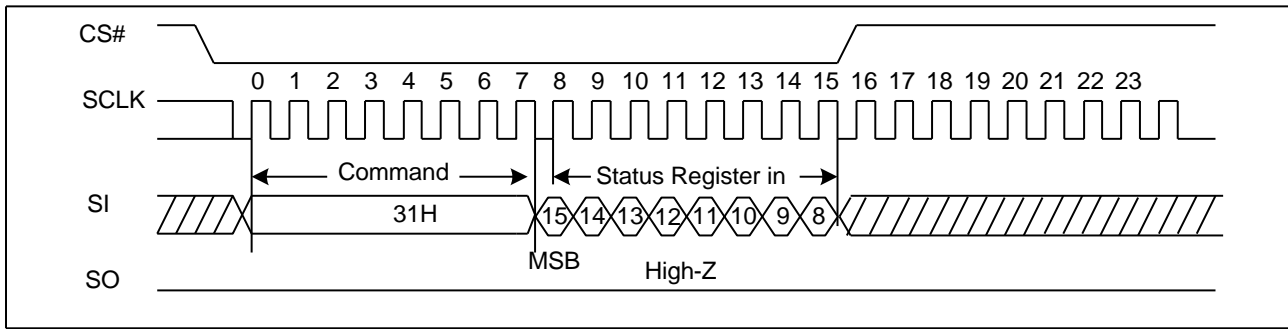 CS#
0 1 2 3 4 5 6 7 8 9 10 11 12 13 14 15 16 17 18 19 20 21 22 23
SCLK
Command
Status Register in
SI
31H
15 14 13 12 11 10 9 8
MSB
High-Z
SO